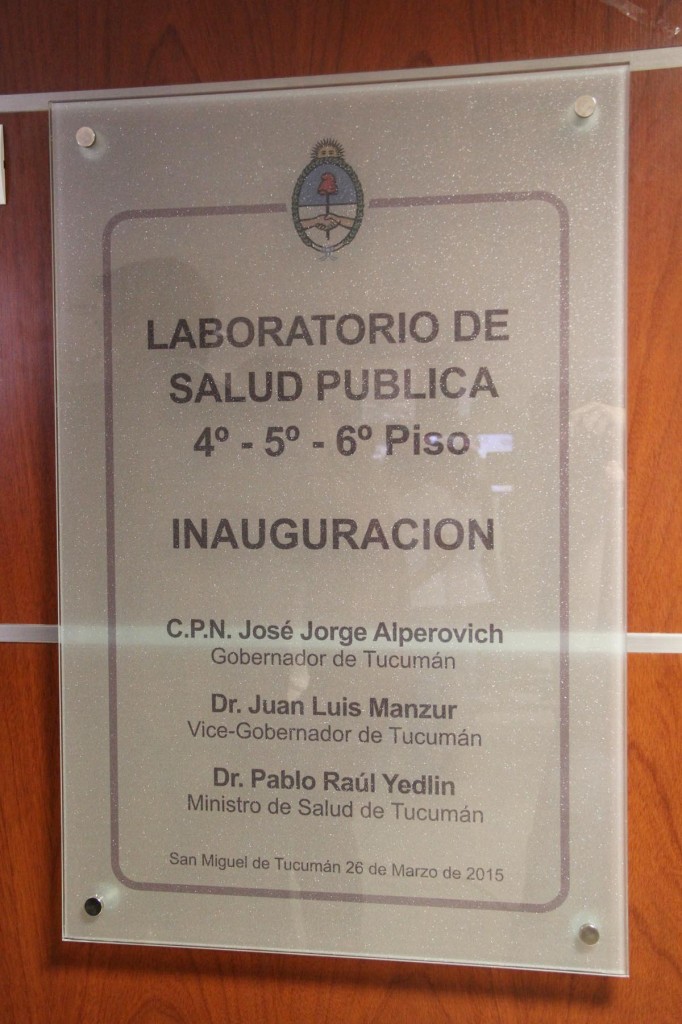 LABORATORIO DE
SALUD PUBLICA
4º - 5º - 6º Piso
INAUGURACION
C.P.N. José Jorge Alperovich
Gobernador de Tucumán
Dr. Juan Luis Manzur
Vice-Gobernador de Tucumán
Dr. Pablo Raúl Yedlin
Ministro de Salud de Tucumán
San Miguel de Tucumán 26 de Marzo de 2015